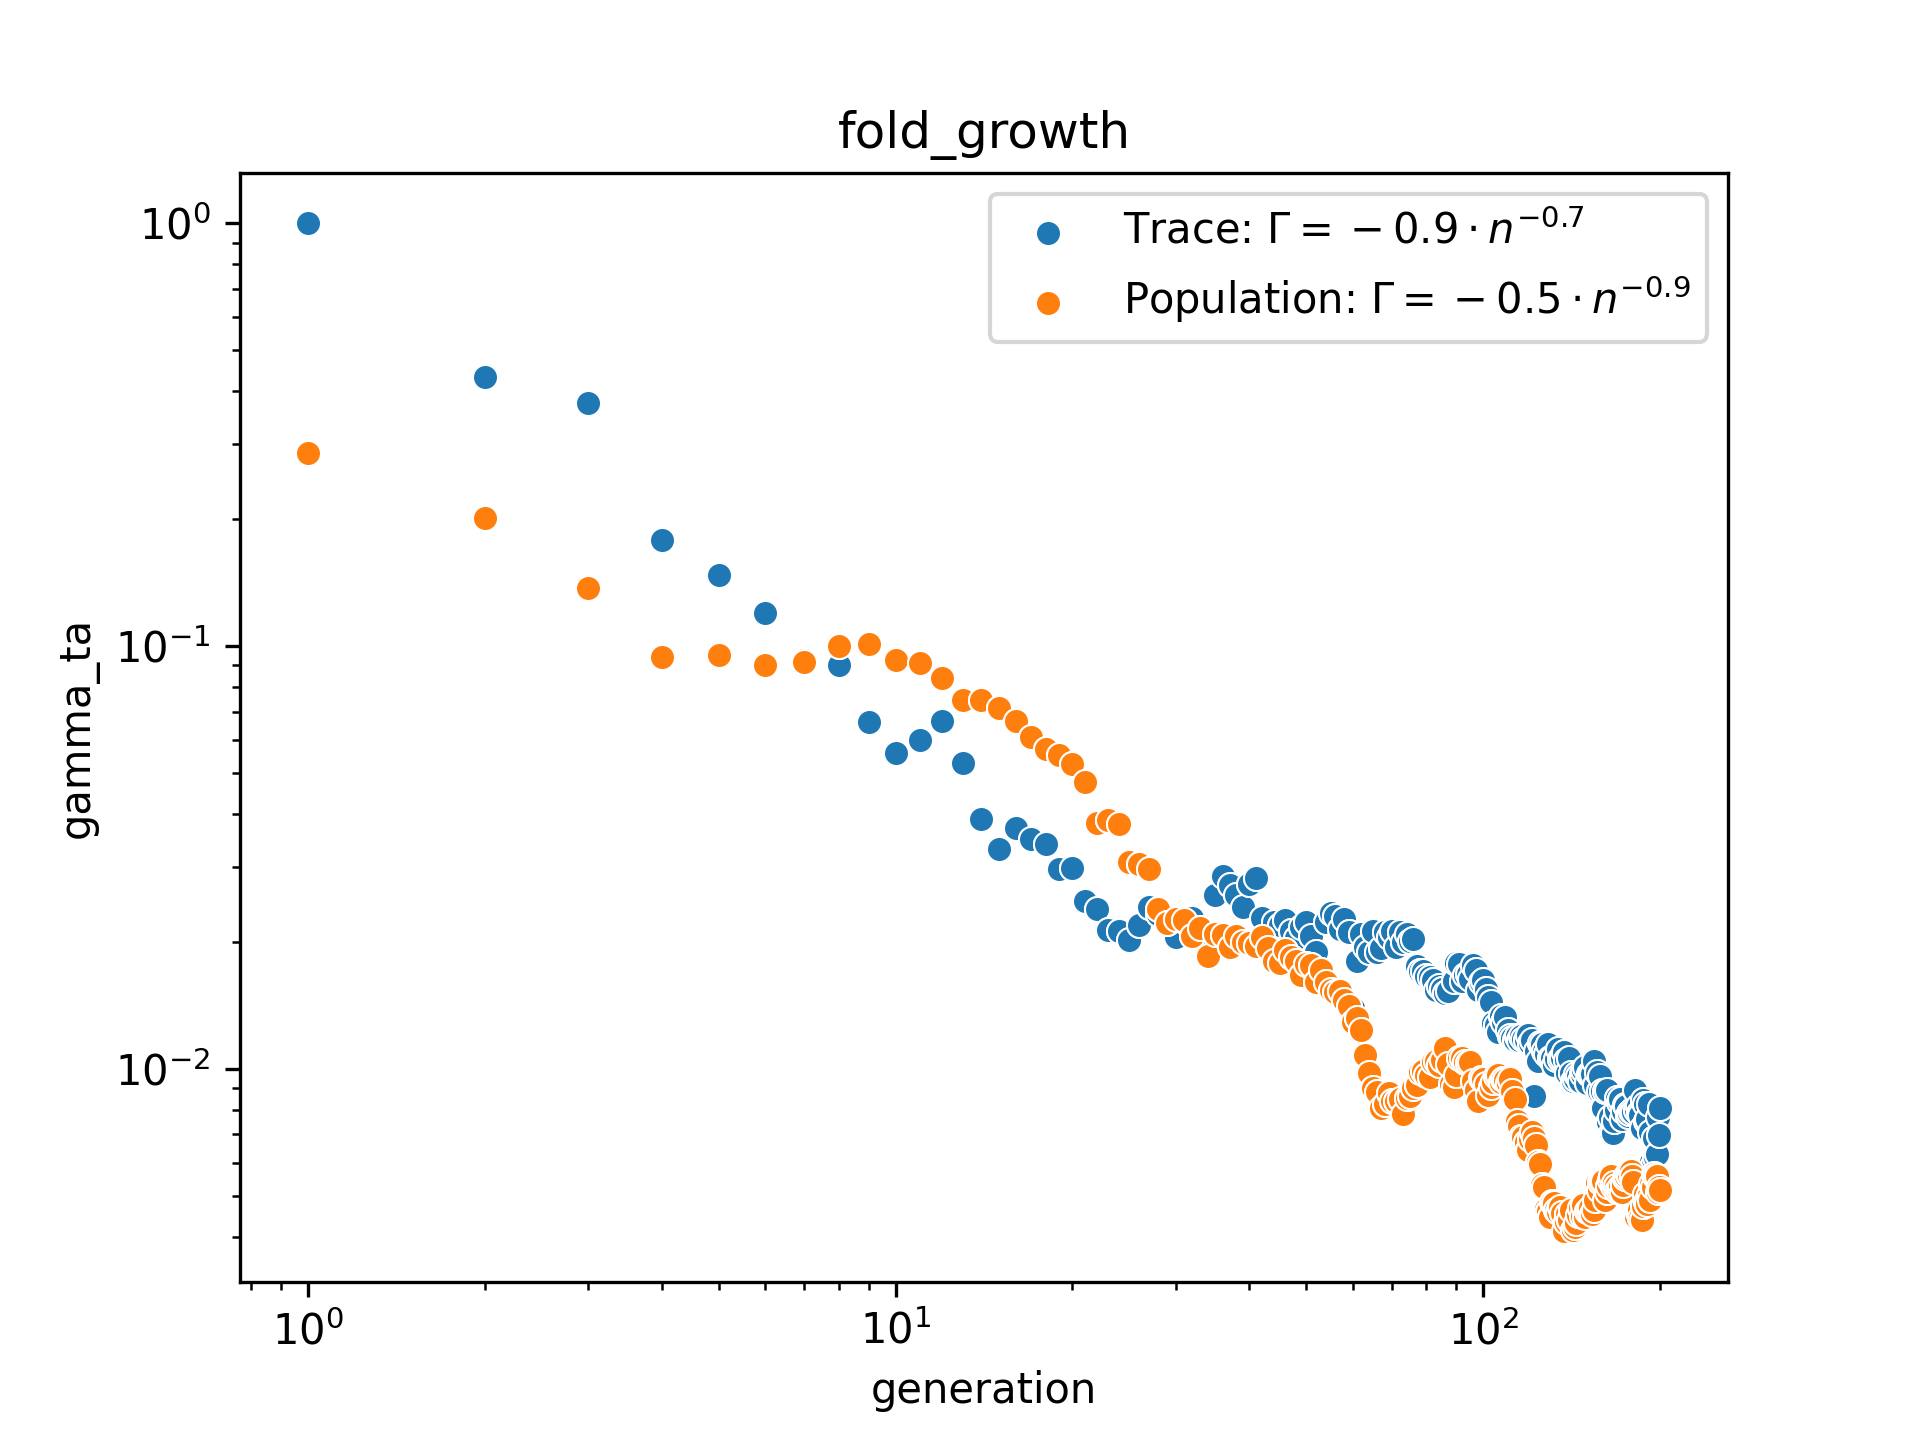 fold_growth
Trace: Γ = − 0.9 · n^−0.7
Population: Γ = − 0.5 · n^−0.9
gamma_ta
10^0
10^−1
10^−2
10^0
10^1
10^2
generation